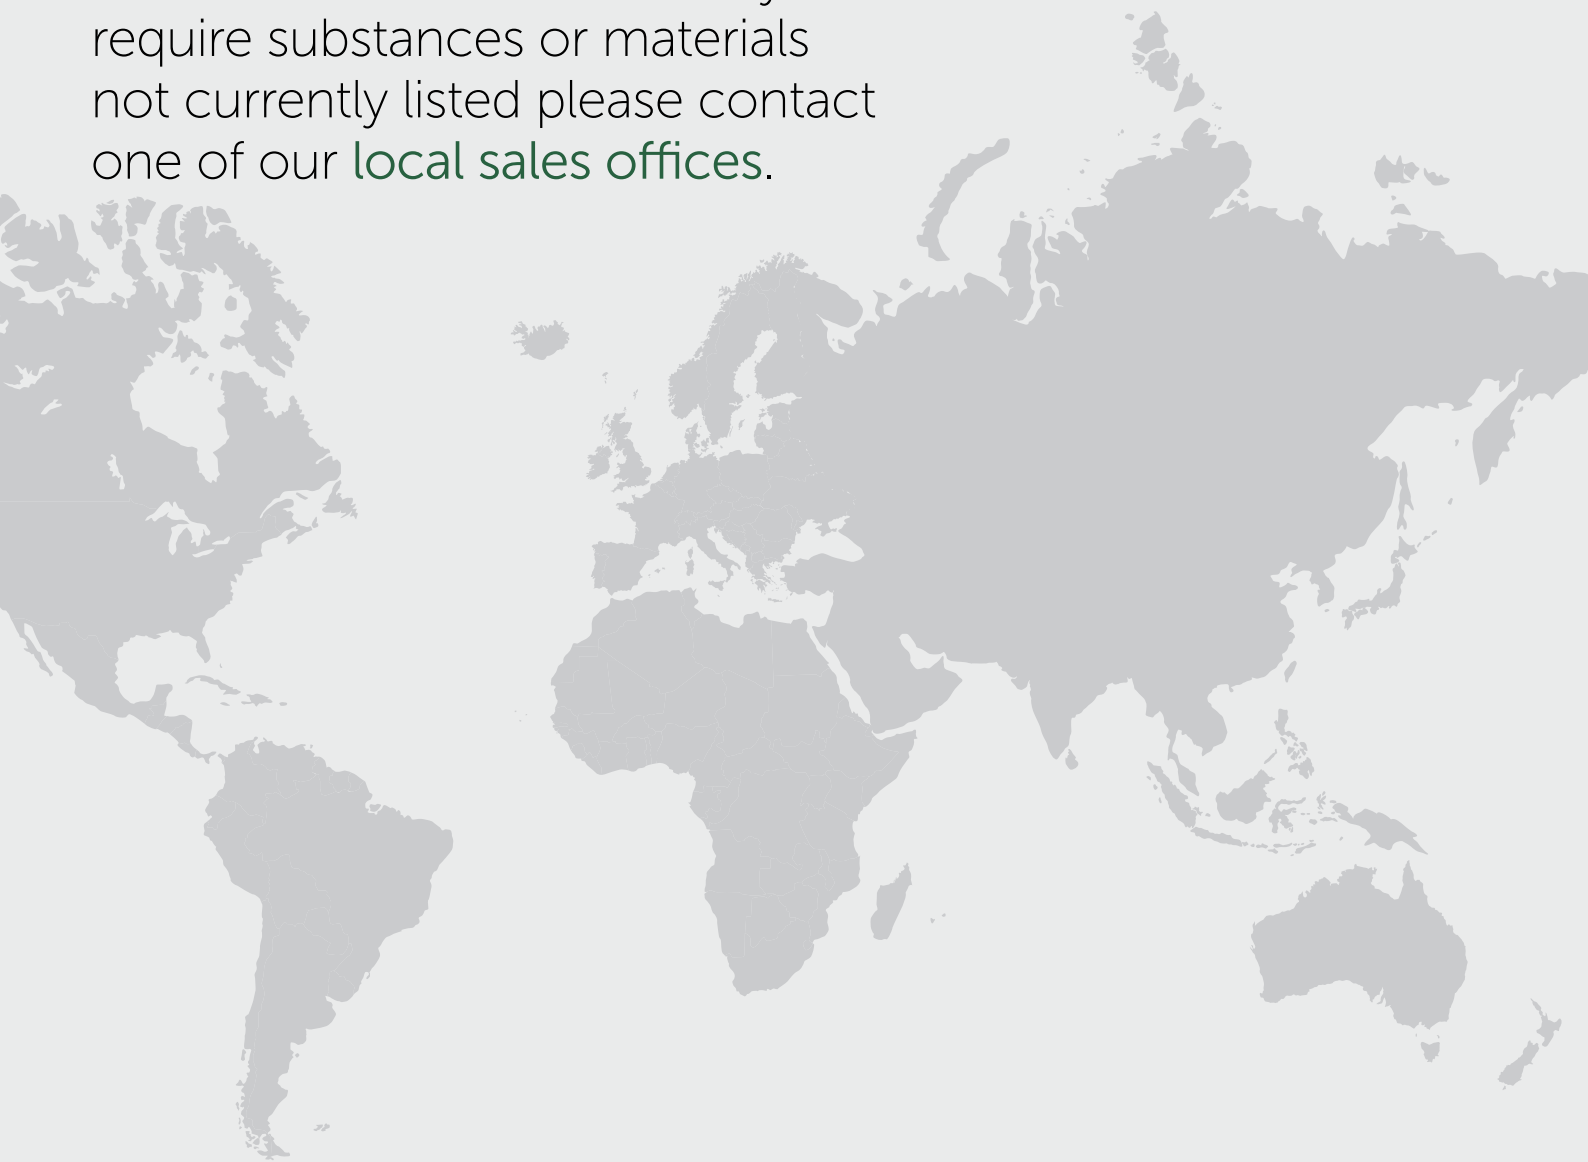 require substances or materials
not currently listed please contact
one of our local sales offices.